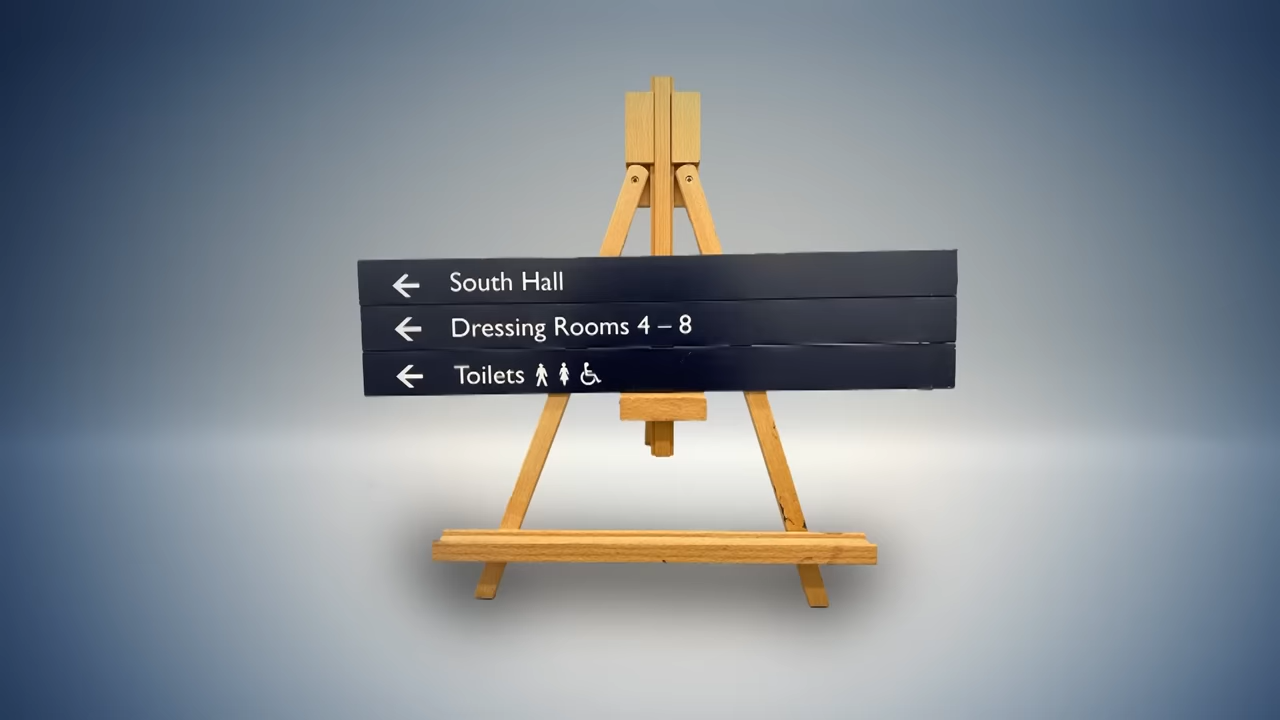 ← South Hall
← Dressing Rooms 4 – 8
← Toilets